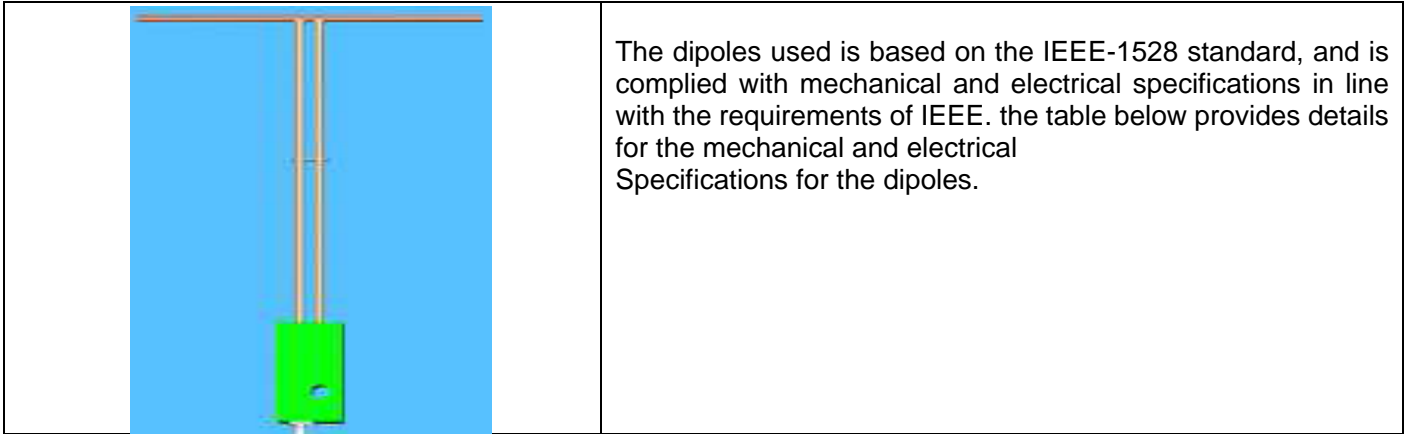 The dipoles used is based on the IEEE-1528 standard, and is
complied with mechanical and electrical specifications in line
with the requirements of IEEE. the table below provides details
for the mechanical and electrical
Specifications for the dipoles.